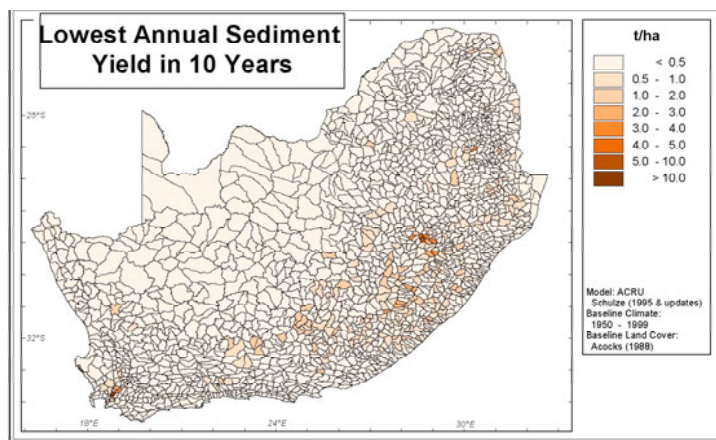 Lowest Annual Sediment
Yield in 10 Years
t/ha
< 0.5
0.5 - 1.0
1.0 - 2.0
2.0 - 3.0
3.0 - 4.0
4.0 - 5.0
5.0 - 10.0
> 10.0
25°S
32°S
18°E
24°E
30°E
Model: ACRU
Schulze (1995 & updates)
Baseline Climate:
1950 - 1999
Baseline Land Cover:
Acocks (1988)